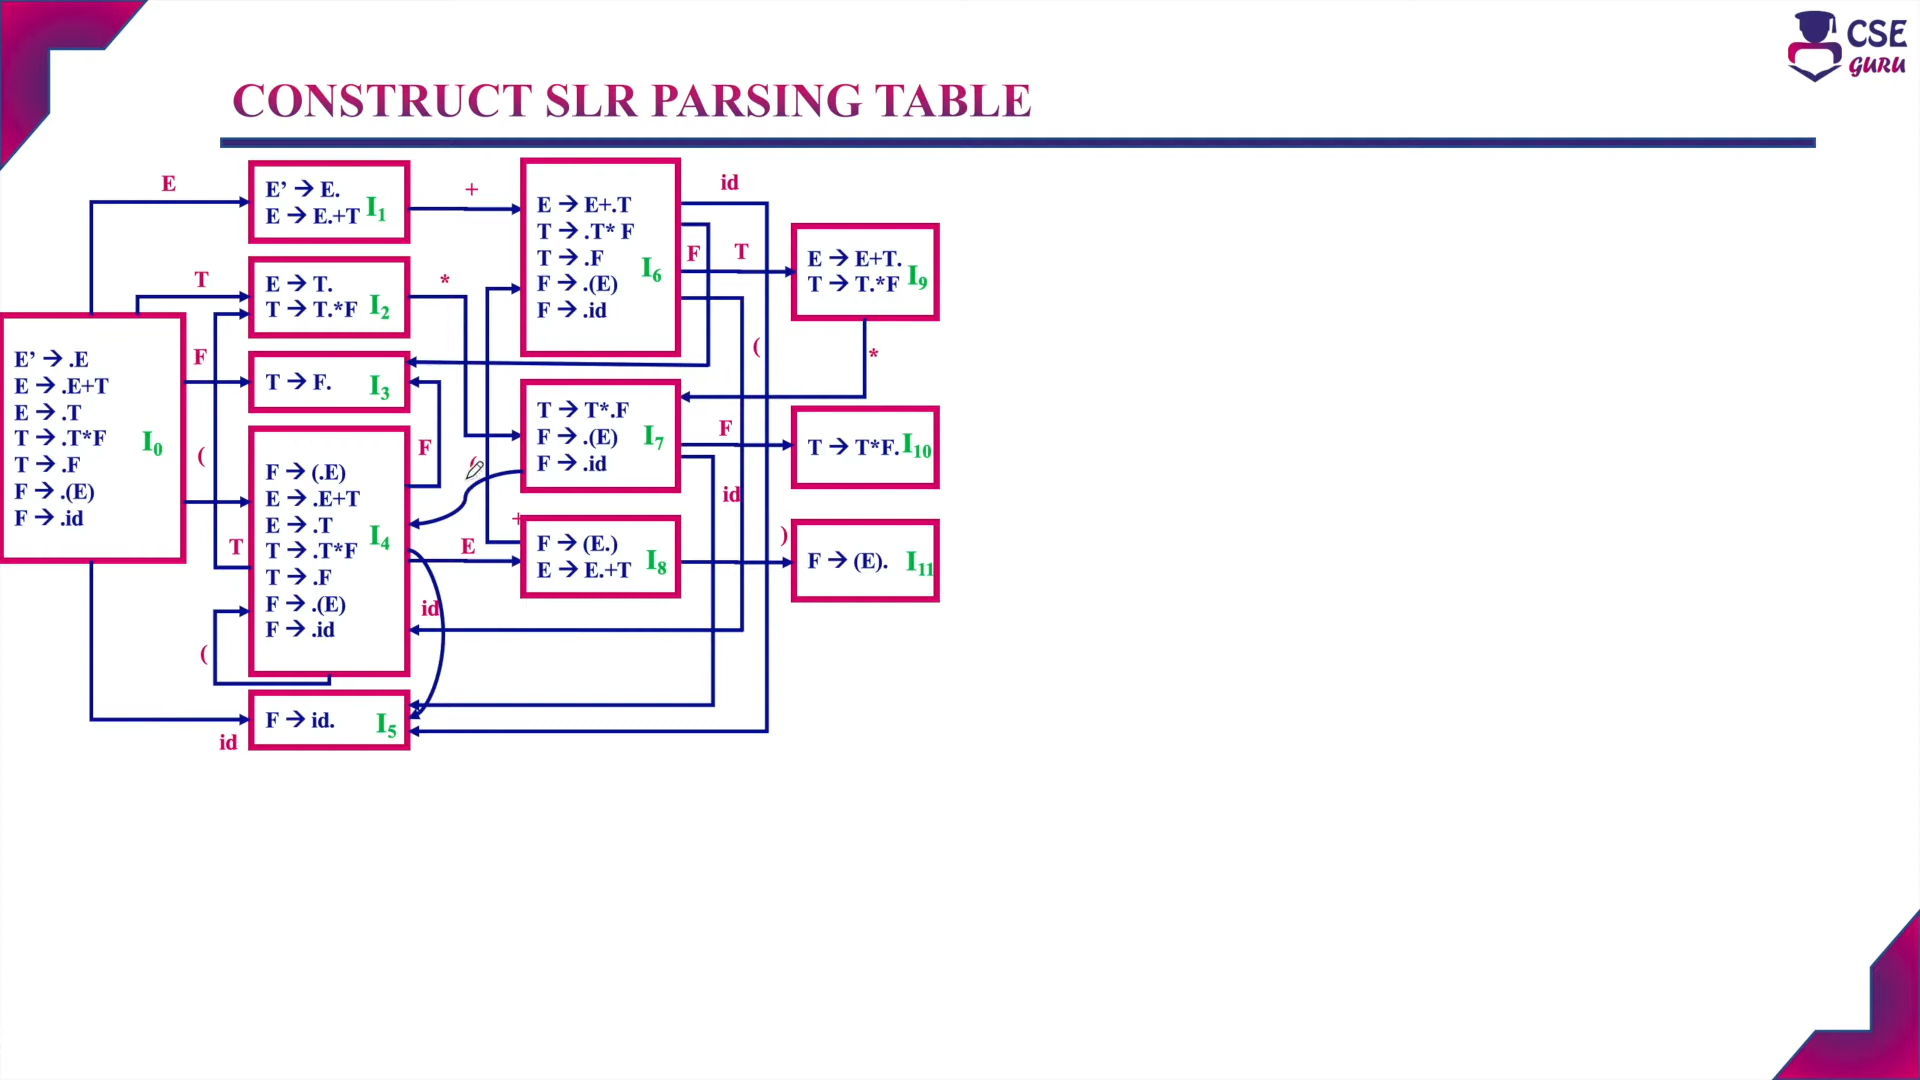 CSE
GURU
CONSTRUCT SLR PARSING TABLE
E
E' → E.
E → E.+T
I1
+
E → E+.T
T → .T* F
T → .F
F → .(E)
F → .id
I6
id
F
T
E → E+T.
T → T.*F
I9
T
E → T.
T → T.*F
I2
*
(
*
E' → .E
E → .E+T
E → .T
T → .T*F
T → .F
F → .(E)
F → .id
I0
F
T → F.
I3
T → T*.F
F → .(E)
F → .id
I7
F
T → T*F.
I10
(
F → (.E)
E → .E+T
E → .T
T → .T*F
T → .F
F → .(E)
F → .id
I4
F
(
id
T
+
E
F → (E.)
E → E.+T
I8
)
F → (E).
I11
id
(
F → id.
I5
id